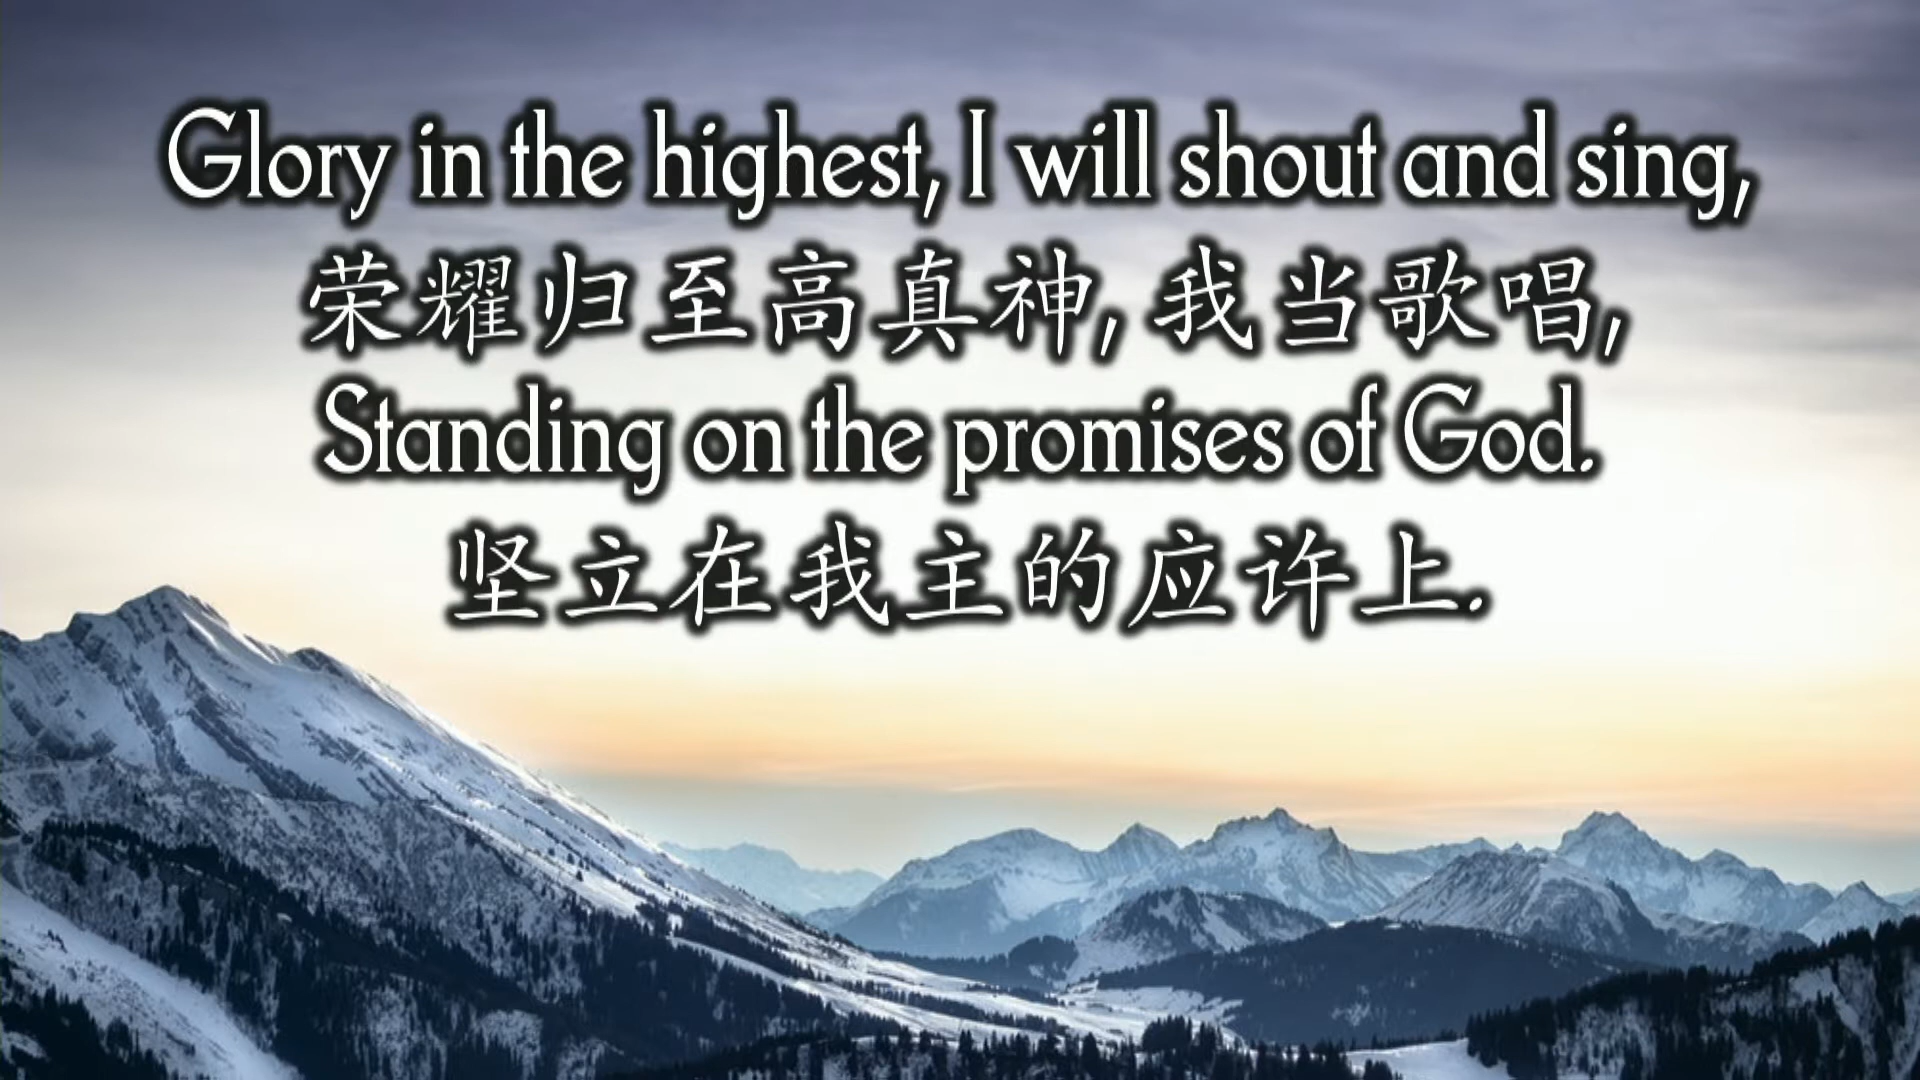 Glory in the highest, I will shout and sing,
荣耀归至高真神, 我当歌唱,
Standing on the promises of God.
坚立在我主的应许上.